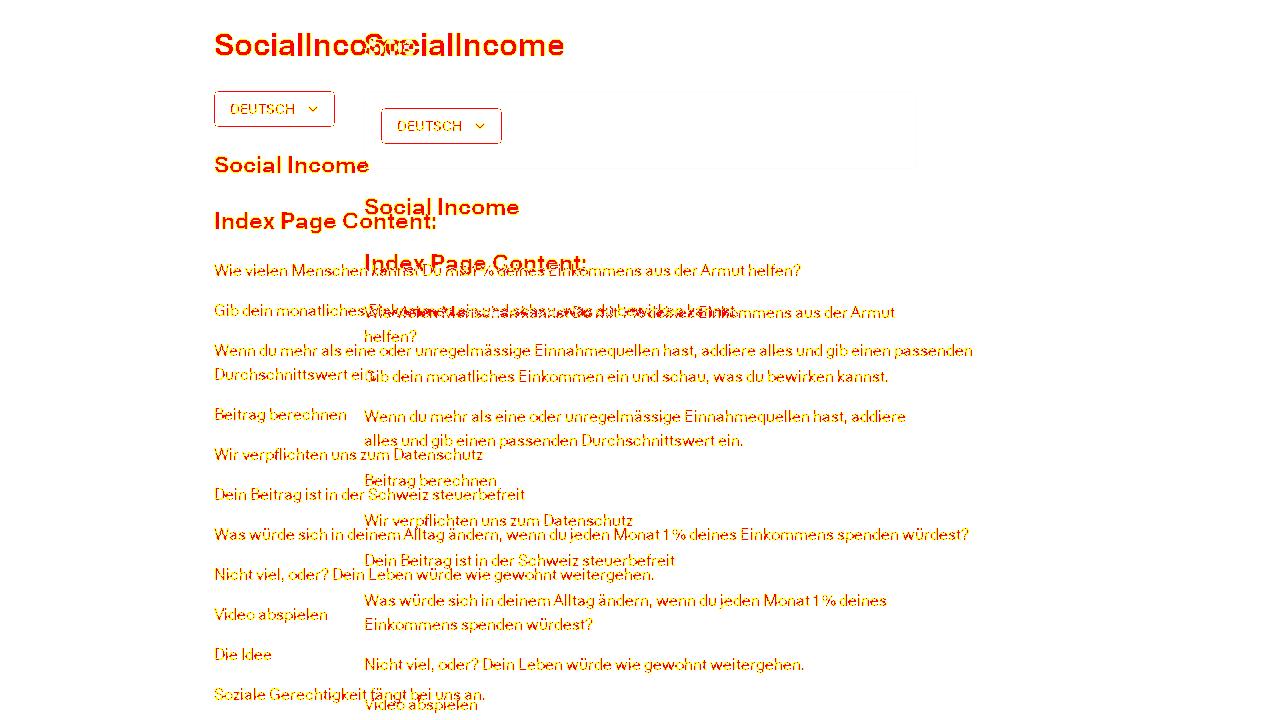 SocialIncome
SocialIncome
DEUTSCH
DEUTSCH
Social Income
Social Income
Index Page Content:
Index Page Content:
Wie vielen Menschen kannst Du mit 1 % deines Einkommens aus der Armut helfen?
Gib dein monatliches Einkommen ein und schau, was du bewirken kannst.
Wie vielen Menschen kannst Du mit 1 % deines Einkommens aus der Armut
helfen?
Wenn du mehr als eine oder unregelmässige Einnahmequellen hast, addiere alles und gib einen passenden
Durchschnittswert ein.
Gib dein monatliches Einkommen ein und schau, was du bewirken kannst.
Beitrag berechnen
Wenn du mehr als eine oder unregelmässige Einnahmequellen hast, addiere
alles und gib einen passenden Durchschnittswert ein.
Wir verpflichten uns zum Datenschutz
Beitrag berechnen
Dein Beitrag ist in der Schweiz steuerbefreit
Wir verpflichten uns zum Datenschutz
Was würde sich in deinem Alltag ändern, wenn du jeden Monat 1 % deines Einkommens spenden würdest?
Dein Beitrag ist in der Schweiz steuerbefreit
Nicht viel, oder? Dein Leben würde wie gewohnt weitergehen.
Was würde sich in deinem Alltag ändern, wenn du jeden Monat 1 % deines
Einkommens spenden würdest?
Video abspielen
Die Idee
Nicht viel, oder? Dein Leben würde wie gewohnt weitergehen.
Soziale Gerechtigkeit fängt bei uns an.
Video abspielen